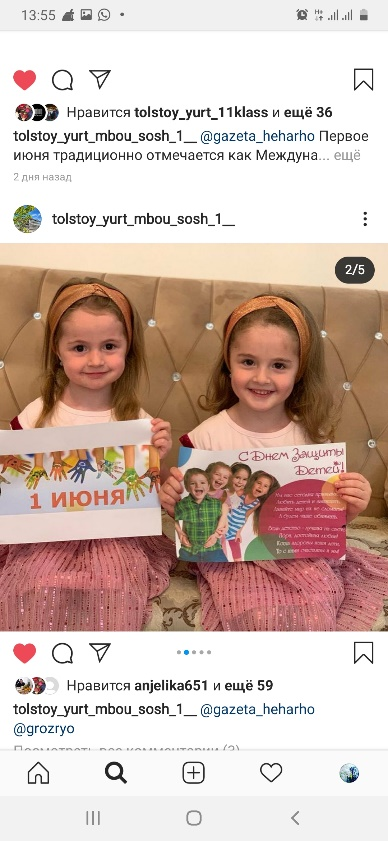 13:55
Нравится tolstoy_yurt_11klass и ещё 36
tolstoy_yurt_mbou_sosh_1__ @gazeta_heharho Первое
июня традиционно отмечается как Междуна... ещё
2 дня назад
tolstoy_yurt_mbou_sosh_1__
2/5
С Днем Защиты
Детей!
1 ИЮНЯ
Нравится anjelika651 и ещё 59
tolstoy_yurt_mbou_sosh_1__ @gazeta_heharho
@grozryo
Посмотреть все комментарии (3)